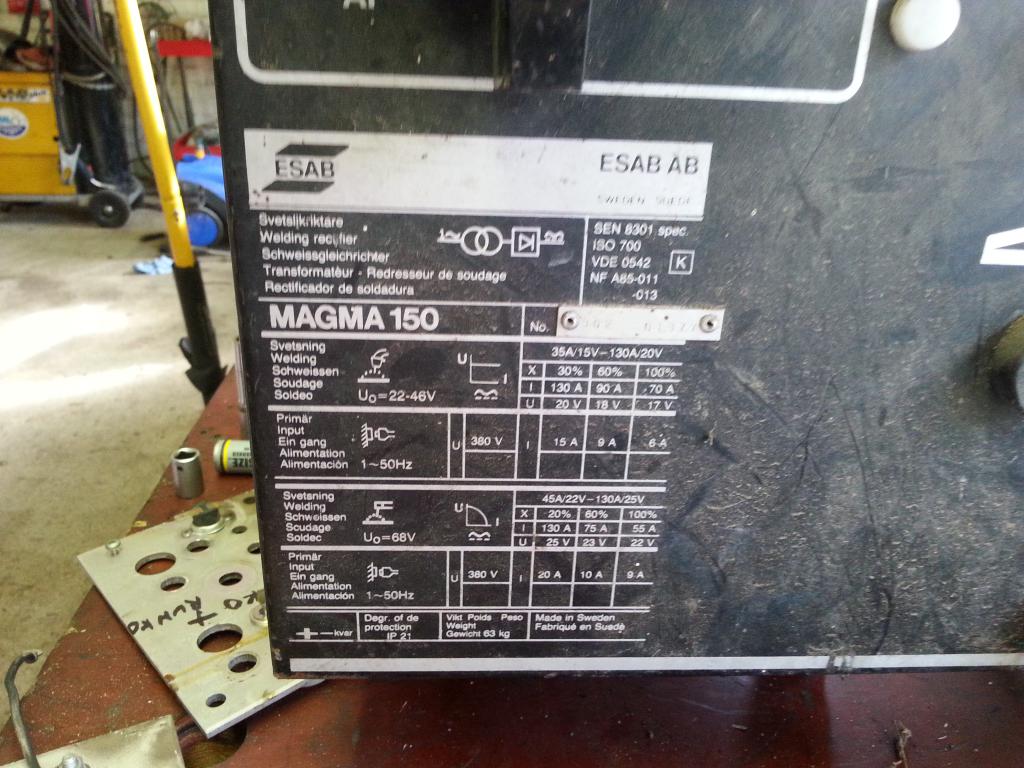 ESAB
ESAB AB
SWEDEN SUEDE
Svetslikriktare
Welding rectifier
Schweissgleichrichter
Transformateur - Redresseur de soudage
Rectificador de soldadura
SEN 8301 spec.
ISO 700
VDE 0542
NF A85-011
-013
K
MAGMA 150
No.
Svetsning
Welding
Schweissen
Soudage
Soldeo
U₀=22-46V
U
I
35A/15V-130A/20V
X 30% 60% 100%
I 130 A 90 A 70 A
U 20 V 18 V 17 V
Primär
Input
Ein gang
Alimentation
Alimentación
1~50Hz
U 380 V I 15 A 9 A 6 A
Svetsning
Welding
Schweissen
Soudage
Soldeo
U₀=68V
U
I
45A/22V-130A/25V
X 20% 60% 100%
I 130 A 75 A 55 A
U 25 V 23 V 22 V
Primär
Input
Ein gang
Alimentation
Alimentación
1~50Hz
U 380 V I 20 A 10 A 9 A
kvar
Degr. of de
protection
IP 21
Vikt Poids Peso
Weight
Gewicht 63 kg
Made in Sweden
Fabriqué en Suede